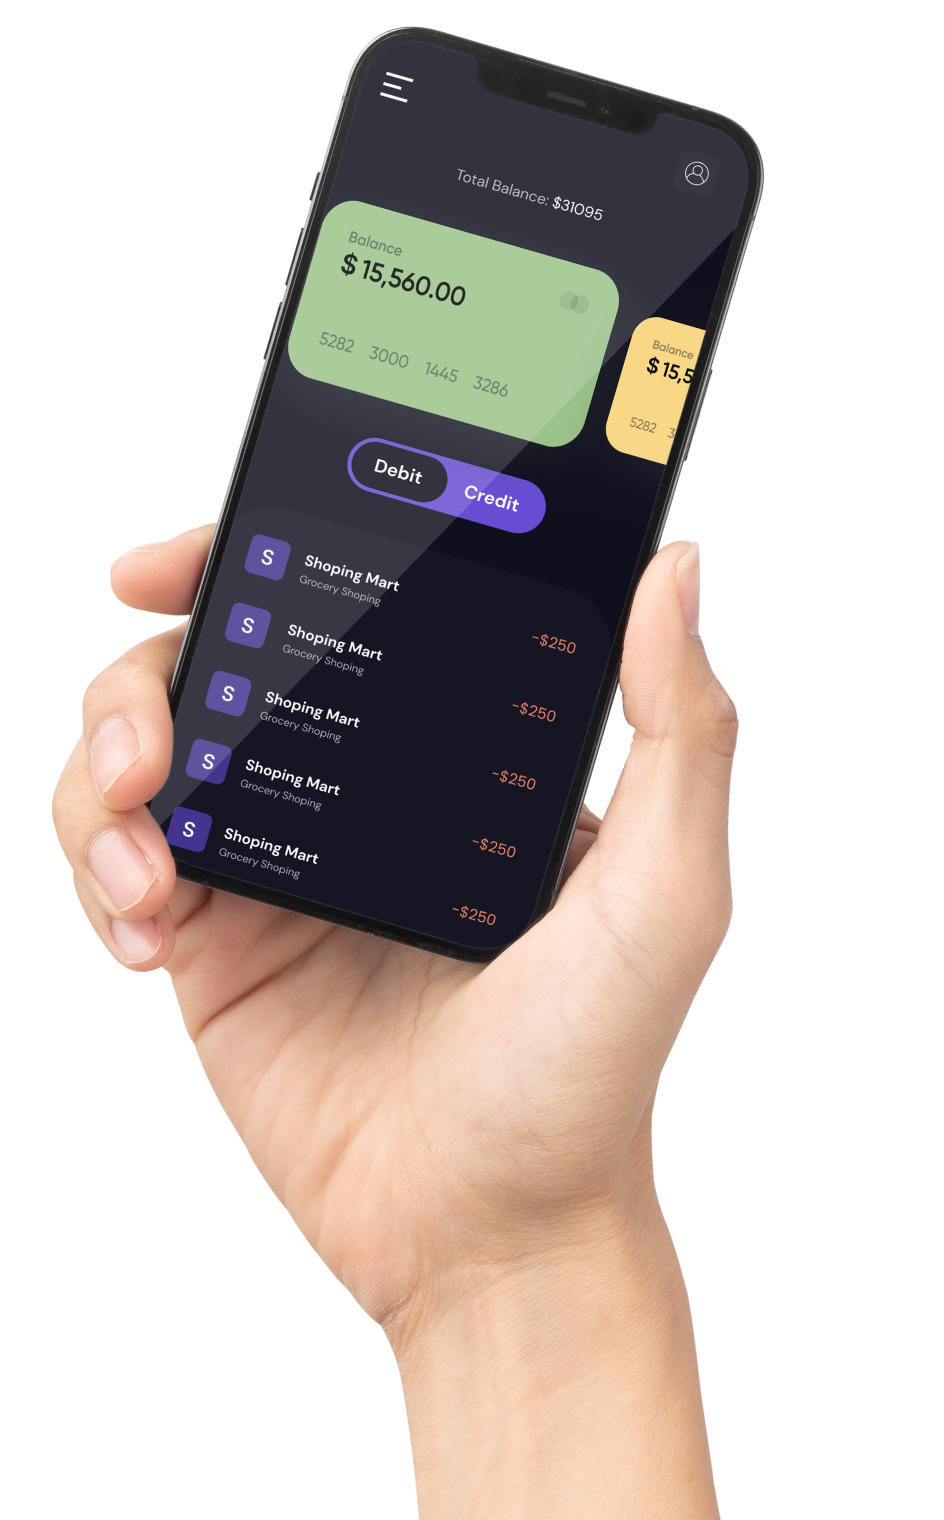 Total Balance: $31095
Balance
$ 15,560.00
5282 3000 1445 3286
Balance
$ 15,5
5282 3
Debit Credit
S
Shoping Mart
Grocery Shoping
-$250
S
Shoping Mart
Grocery Shoping
-$250
S
Shoping Mart
Grocery Shoping
-$250
S
Shoping Mart
Grocery Shoping
-$250
S
Shoping Mart
Grocery Shoping
-$250